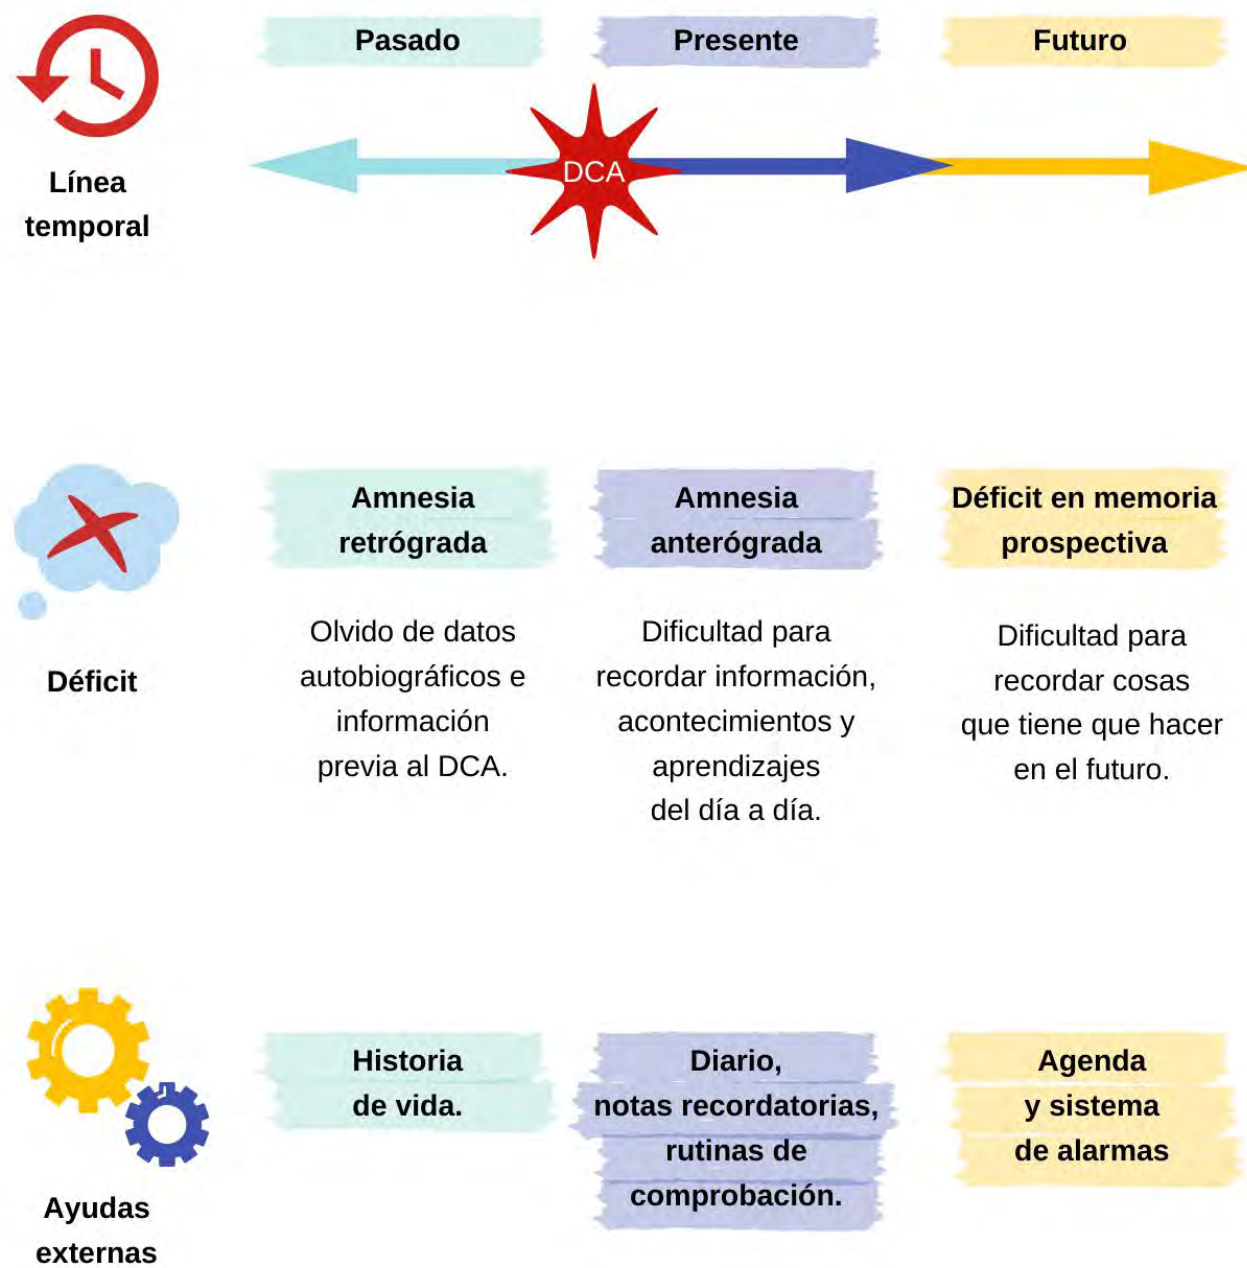 Pasado
Presente
Futuro
DCA
Línea
temporal
Amnesia
retrógrada
Amnesia
anterógrada
Déficit en memoria
prospectiva
Déficit
Olvido de datos
autobiográficos e
información
previa al DCA.
Dificultad para
recordar información,
acontecimientos y
aprendizajes
del día a día.
Dificultad para
recordar cosas
que tiene que hacer
en el futuro.
Ayudas
externas
Historia
de vida.
Diario,
notas recordatorias,
rutinas de
comprobación.
Agenda
y sistema
de alarmas